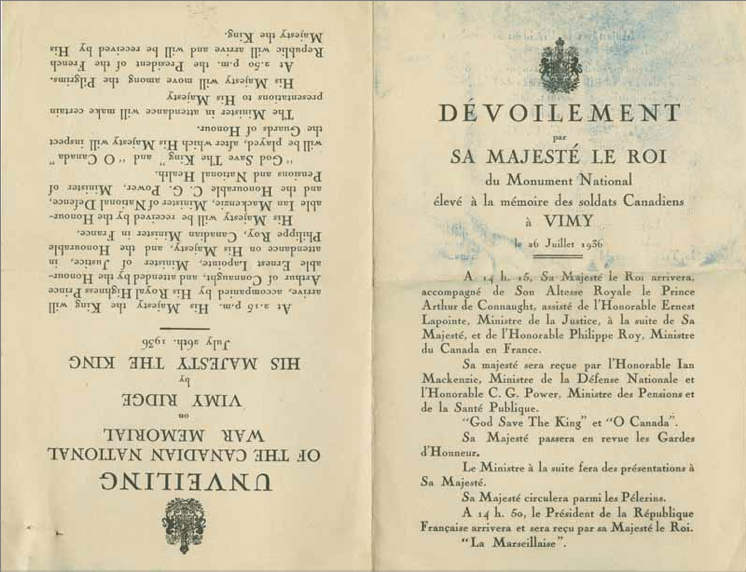 UNVEILING
OF THE CANADIAN NATIONAL
WAR MEMORIAL
on
VIMY RIDGE
by
HIS MAJESTY THE KING
July 26th. 1936
At 2.15 p.m. His Majesty the King will
arrive, accompanied by His Royal Highness Prince
Arthur of Connaught, and attended by the Honour-
able Ernest Lapointe, Minister of Justice, in
attendance on His Majesty, and the Honourable
Philippe Roy, Canadian Minister in France.
His Majesty will be received by the Honour-
able Ian Mackenzie, Minister of National Defence,
and the Honourable C. G. Power, Minister of
Pensions and National Health.
"God Save The King" and "O Canada"
will be played, after which His Majesty will inspect
the Guards of Honour.
The Minister in attendance will make certain
presentations to His Majesty
His Majesty will move among the Pilgrims.
At 2.50 p.m. the President of the French
Republic will arrive and will be received by His
Majesty the King.
DÉVOILEMENT
par
SA MAJESTÉ LE ROI
du Monument National
élevé à la mémoire des soldats Canadiens
à VIMY
le 26 Juillet 1936
A 14 h. 15, Sa Majesté le Roi arrivera,
accompagné de Son Altesse Royale le Prince
Arthur de Connaught, assisté de l'Honorable Ernest
Lapointe, Ministre de la Justice, à la suite de Sa
Majesté, et de l'Honorable Philippe Roy, Ministre
du Canada en France.
Sa majesté sera reçue par l'Honorable Ian
Mackenzie, Ministre de la Défense Nationale et
l'Honorable C. G. Power, Ministre des Pensions et
de la Santé Publique.
"God Save The King" et "O Canada".
Sa Majesté passera en revue les Gardes
d'Honneur.
Le Ministre à la suite fera des présentations à
Sa Majesté.
Sa Majesté circulera parmi les Pélerins.
A 14 h. 50, le Président de la République
Française arrivera et sera reçu par sa Majesté le Roi.
"La Marseillaise".